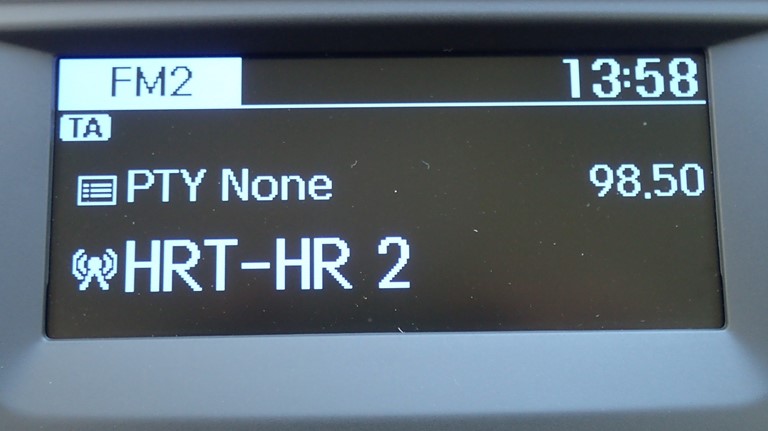 FM2 13:58
TA
PTY None 98.50
HRT-HR 2